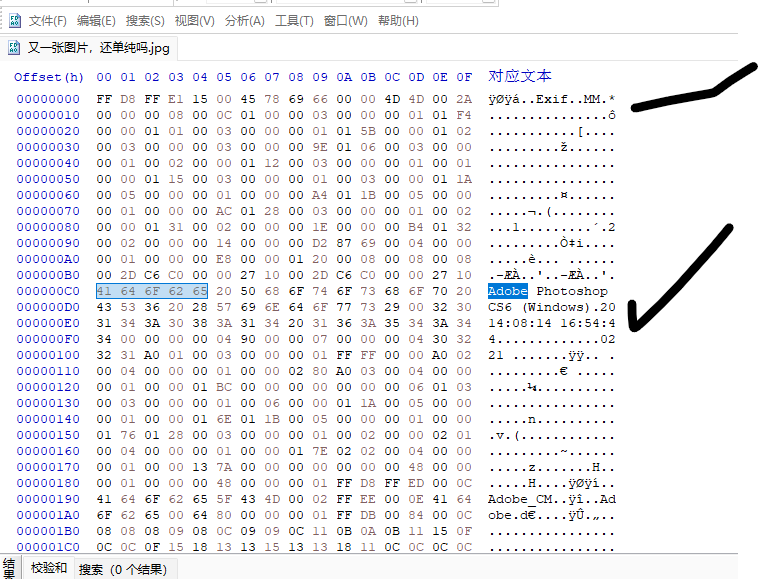 文件(F) 编辑(E) 搜索(S) 视图(V) 分析(A) 工具(T) 窗口(W) 帮助(H)
又一张图片，还单纯吗.jpg
Offset(h) 00 01 02 03 04 05 06 07 08 09 0A 0B 0C 0D 0E 0F 对应文本
00000000 FF D8 FF E1 15 00 45 78 69 66 00 00 4D 4D 00 2A ÿØÿá..Exif..MM.*
00000010 00 00 00 08 00 0C 01 00 00 03 00 00 00 01 01 F4 ...............ô
00000020 00 00 01 01 00 03 00 00 00 01 01 5B 00 00 01 02 ...........[....
00000030 00 03 00 00 00 03 00 00 00 9E 01 06 00 03 00 00 .........ž......
00000040 00 01 00 02 00 00 01 12 00 03 00 00 00 01 00 01 ................
00000050 00 00 01 15 00 03 00 00 00 01 00 03 00 00 01 1A ................
00000060 00 05 00 00 00 01 00 00 00 A4 01 1B 00 05 00 00 .........¤......
00000070 00 01 00 00 00 AC 01 28 00 03 00 00 00 01 00 02 .....¬.(........
00000080 00 00 01 31 00 02 00 00 00 1E 00 00 00 B4 01 32 ...1.........´.2
00000090 00 02 00 00 00 14 00 00 00 D2 87 69 00 04 00 00 .........Ò‡i....
000000A0 00 01 00 00 00 E8 00 00 01 20 00 08 00 08 00 08 .....è... ......
000000B0 00 2D C6 C0 00 00 27 10 00 2D C6 C0 00 00 27 10 .-ÆÀ..'..-ÆÀ..'.
000000C0 41 64 6F 62 65 20 50 68 6F 74 6F 73 68 6F 70 20 Adobe Photoshop
000000D0 43 53 36 20 28 57 69 6E 64 6F 77 73 29 00 32 30 CS6 (Windows).20
000000E0 31 34 3A 30 38 3A 31 34 20 31 36 3A 35 34 3A 34 14:08:14 16:54:4
000000F0 34 00 00 00 00 04 90 00 00 07 00 00 00 04 30 32 4.............02
00000100 32 31 A0 01 00 03 00 00 00 01 FF FF 00 00 A0 02 21 .......ÿÿ.. .
00000110 00 04 00 00 00 01 00 00 02 80 A0 03 00 04 00 00 .........€ .....
00000120 00 01 00 00 01 BC 00 00 00 00 00 00 00 06 01 03 .....¼..........
00000130 00 03 00 00 00 01 00 06 00 00 01 1A 00 05 00 00 ................
00000140 00 01 00 00 01 6E 01 1B 00 05 00 00 00 01 00 00 .....n..........
00000150 01 76 01 28 00 03 00 00 00 01 00 02 00 00 02 01 .v.(............
00000160 00 04 00 00 00 01 00 00 01 7E 02 02 00 04 00 00 .........~......
00000170 00 01 00 00 13 7A 00 00 00 00 00 00 00 48 00 00 .....z.......H..
00000180 00 01 00 00 00 48 00 00 00 01 FF D8 FF ED 00 0C .....H....ÿØÿí..
00000190 41 64 6F 62 65 5F 43 4D 00 02 FF EE 00 0E 41 64 Adobe_CM..ÿî..Ad
000001A0 6F 62 65 00 64 80 00 00 00 01 FF DB 00 84 00 0C obe.d€....ÿÛ.„..
000001B0 08 08 08 09 08 0C 09 09 0C 11 0B 0A 0B 11 15 0F ................
000001C0 0C 0C 0F 15 18 13 13 15 13 13 18 11 0C 0C 0C 0C ................
结果 校验和 搜索（0 个结果）